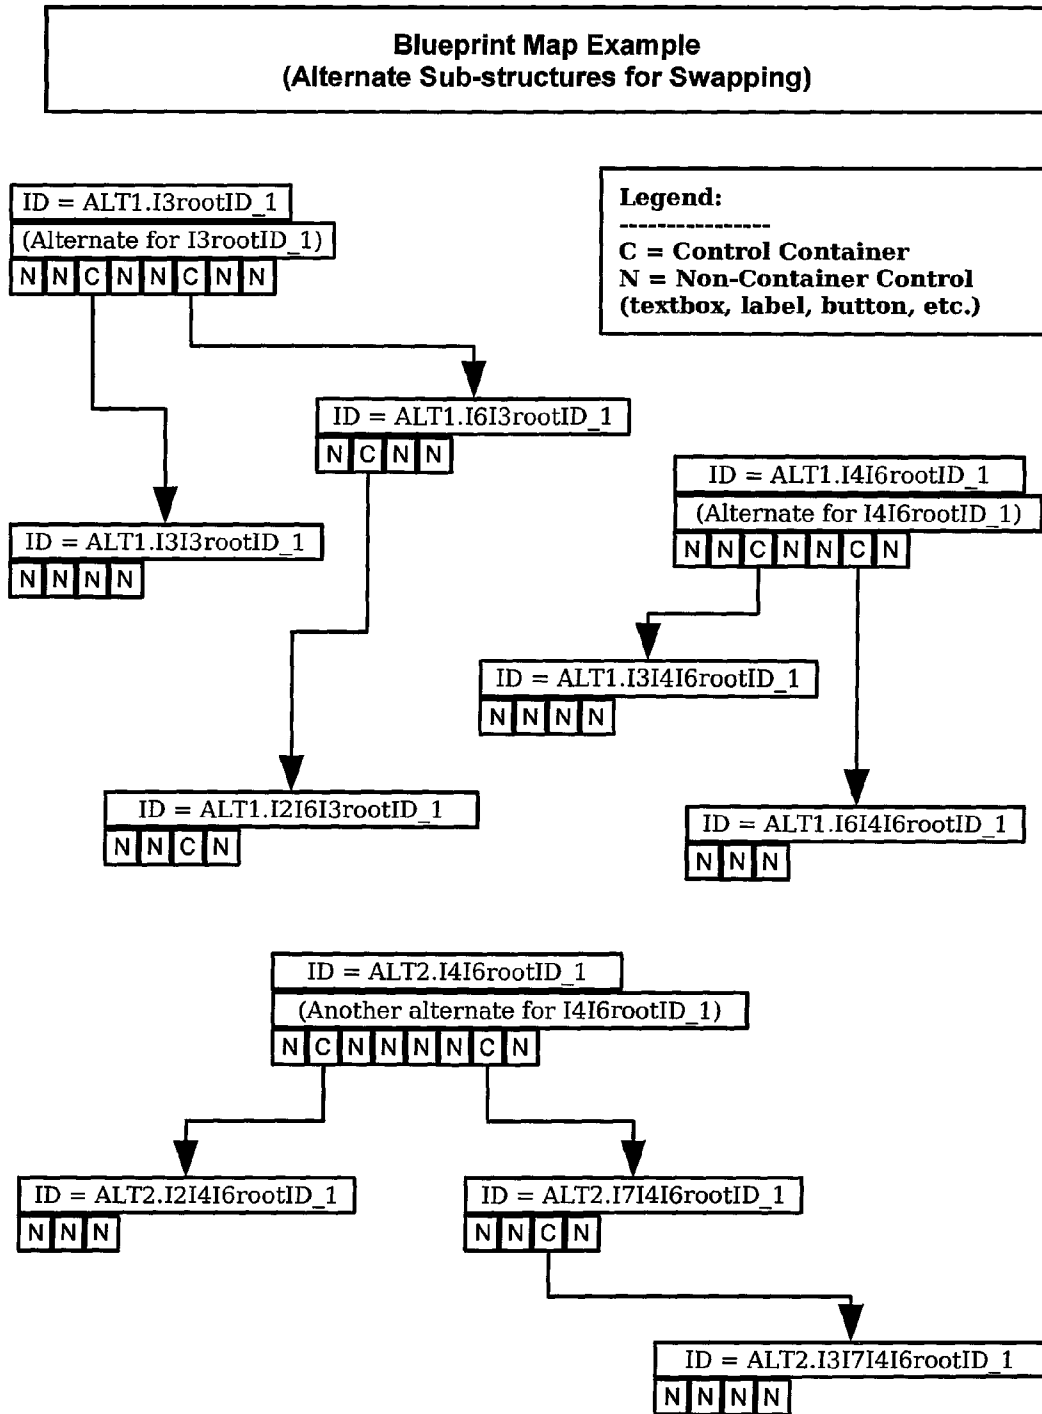 Blueprint Map Example
(Alternate Sub-structures for Swapping)
ID = ALT1.I3rootID_1
(Alternate for I3rootID_1)
N N C N N C N N
Legend:
----------------
C = Control Container
N = Non-Container Control
(textbox, label, button, etc.)
ID = ALT1.I6I3rootID_1
N C N N
ID = ALT1.I4I6rootID_1
(Alternate for I4I6rootID_1)
N N C N N C N
ID = ALT1.I3I3rootID_1
N N N N
ID = ALT1.I3I4I6rootID_1
N N N N
ID = ALT1.I2I6I3rootID_1
N N C N
ID = ALT1.I6I4I6rootID_1
N N N
ID = ALT2.I4I6rootID_1
(Another alternate for I4I6rootID_1)
N C N N N N C N
ID = ALT2.I2I4I6rootID_1
N N N
ID = ALT2.I7I4I6rootID_1
N N C N
ID = ALT2.I3I7I4I6rootID_1
N N N N